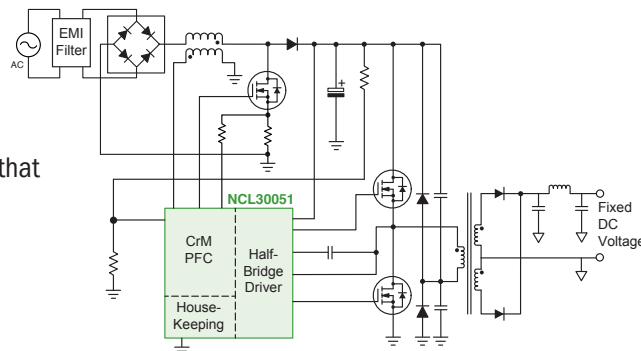 EMI
Filter
AC
that
+
NCL30051
CrM
PFC
Half-
Bridge
Driver
House-
Keeping
Fixed
DC
Voltage